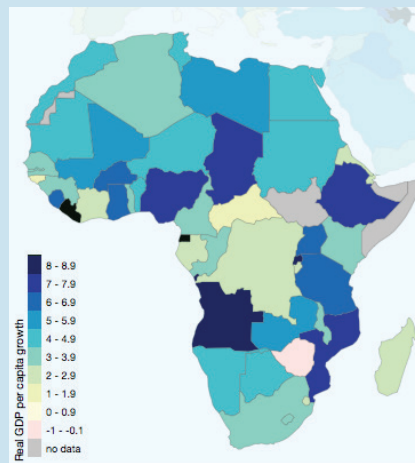 Real GDP per capita growth
8 - 8.9
7 - 7.9
6 - 6.9
5 - 5.9
4 - 4.9
3 - 3.9
2 - 2.9
1 - 1.9
0 - 0.9
-1 - -0.1
no data